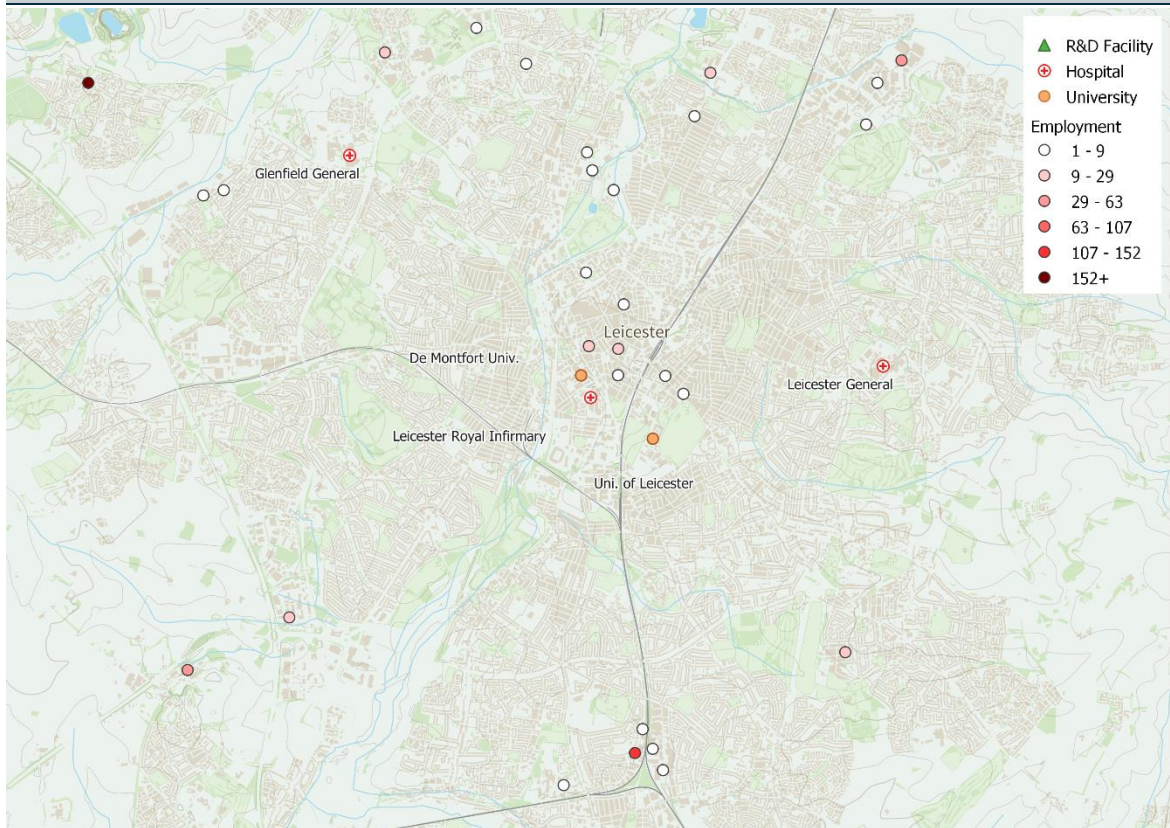 R&D Facility
Hospital
University
Employment
1 - 9
9 - 29
29 - 63
63 - 107
107 - 152
152+
Glenfield General
Leicester
De Montfort Univ.
Leicester General
Leicester Royal Infirmary
Uni. of Leicester